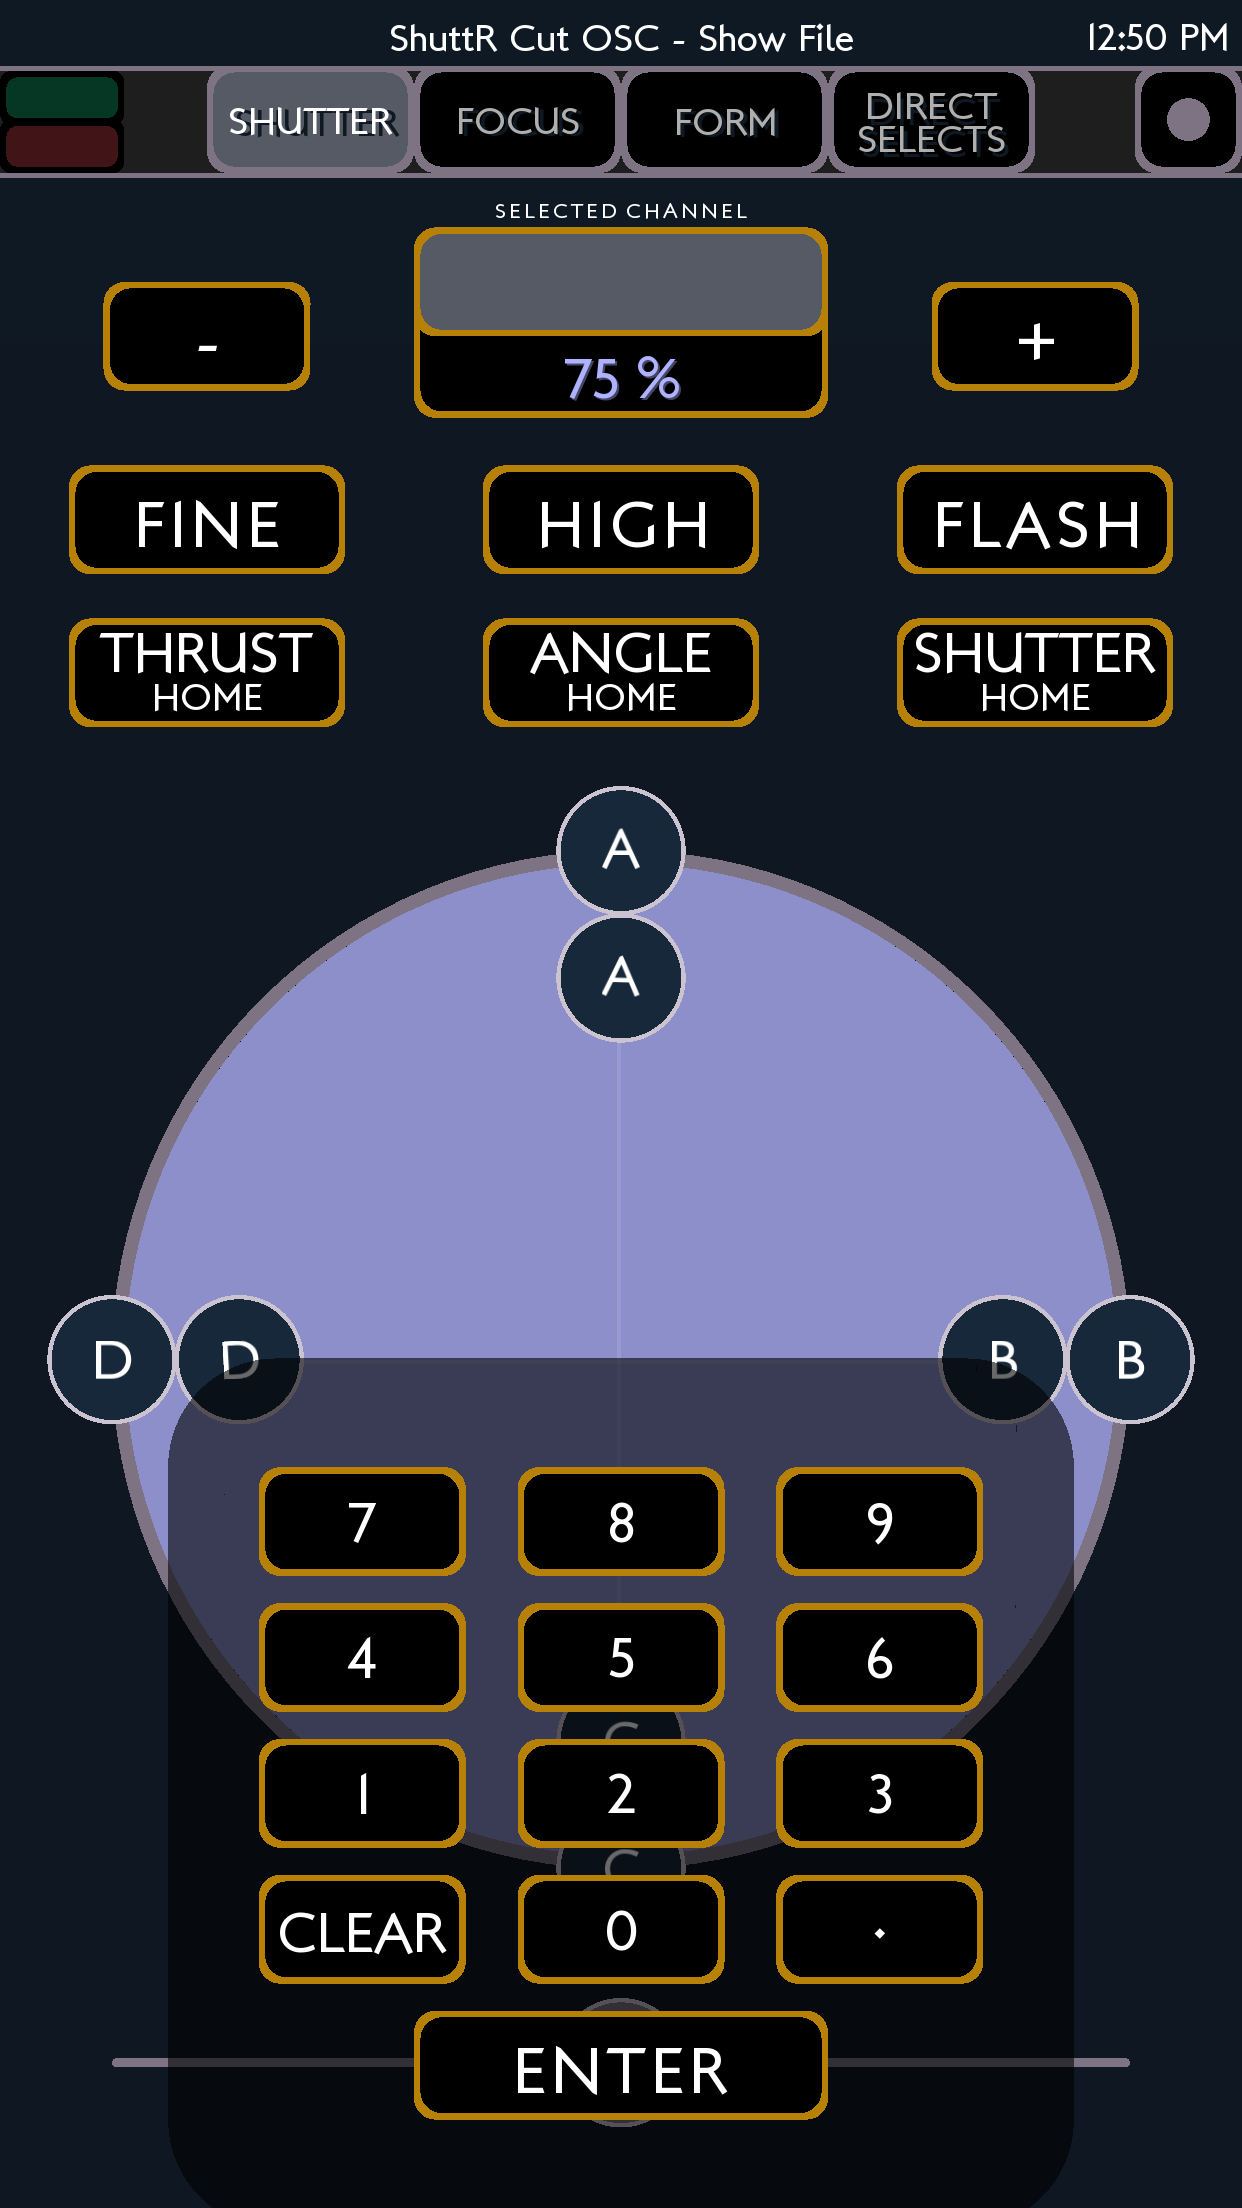 ShuttR Cut OSC - Show File
12:50 PM
SHUTTER
FOCUS
FORM
DIRECT
SELECTS
SELECTED CHANNEL
-
75 %
+
FINE
HIGH
FLASH
THRUST
HOME
ANGLE
HOME
SHUTTER
HOME
A
A
D
D
B
B
7
8
9
4
5
6
C
1
2
3
C
CLEAR
0
.
ENTER